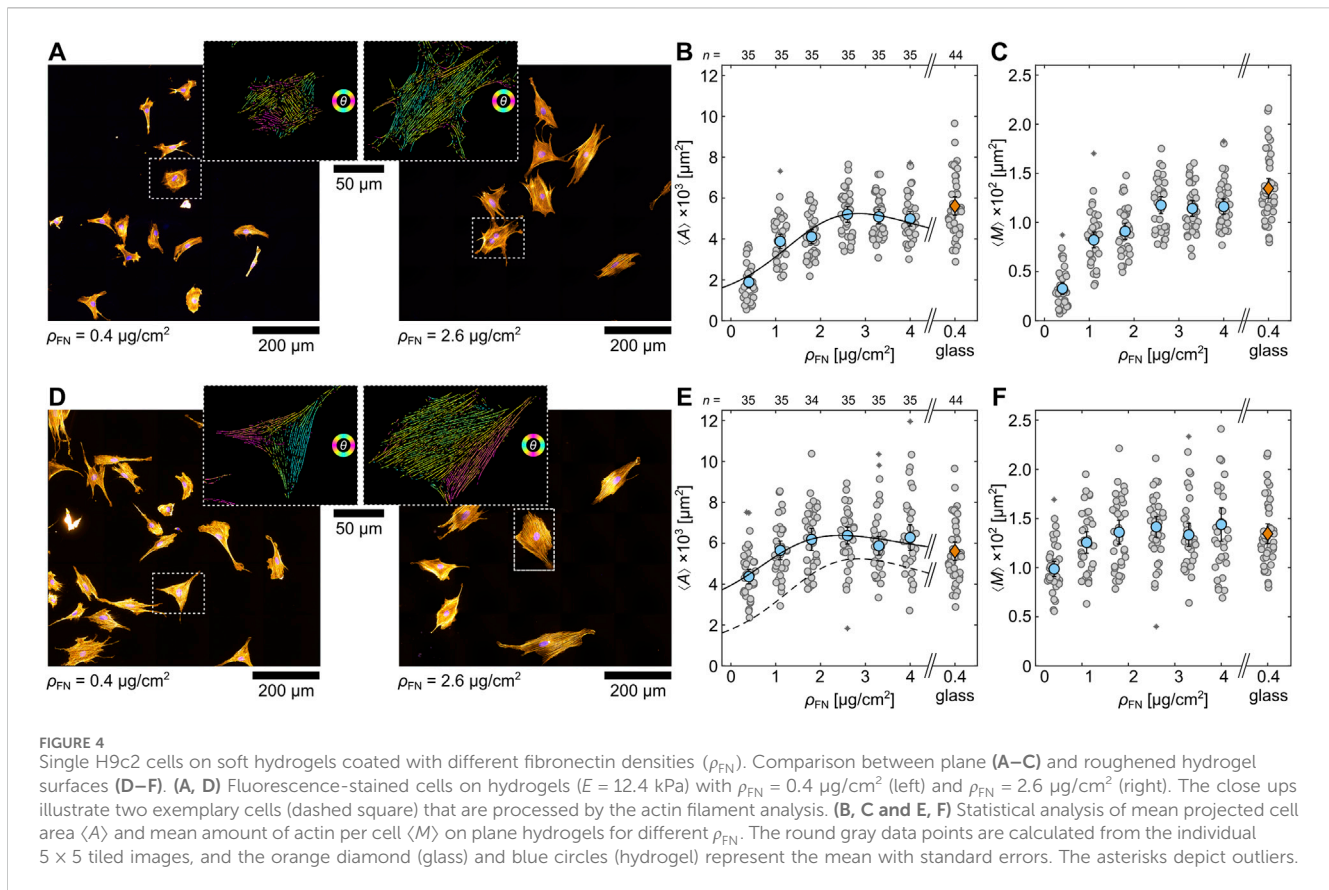 A
θ
θ
50 μm
ρFN = 0.4 μg/cm²
200 μm
ρFN = 2.6 μg/cm²
200 μm
B
n = 35 35 35 35 35 35 44
⟨A⟩ ×10³ [μm²]
12
10
8
6
4
2
0
0 1 2 3 4 0.4
ρFN [μg/cm²] glass
C
⟨M⟩ ×10² [μm²]
2.5
2.0
1.5
1.0
0.5
0
0 1 2 3 4 0.4
ρFN [μg/cm²] glass
D
θ
θ
50 μm
ρFN = 0.4 μg/cm²
200 μm
ρFN = 2.6 μg/cm²
200 μm
E
n = 35 35 34 35 35 35 44
⟨A⟩ ×10³ [μm²]
12
10
8
6
4
2
0
0 1 2 3 4 0.4
ρFN [μg/cm²] glass
F
⟨M⟩ ×10² [μm²]
2.5
2.0
1.5
1.0
0.5
0
0 1 2 3 4 0.4
ρFN [μg/cm²] glass
FIGURE 4
Single H9c2 cells on soft hydrogels coated with different fibronectin densities (ρFN). Comparison between plane (A–C) and roughened hydrogel
surfaces (D–F). (A, D) Fluorescence-stained cells on hydrogels (E = 12.4 kPa) with ρFN = 0.4 μg/cm² (left) and ρFN = 2.6 μg/cm² (right). The close ups
illustrate two exemplary cells (dashed square) that are processed by the actin filament analysis. (B, C and E, F) Statistical analysis of mean projected cell
area ⟨A⟩ and mean amount of actin per cell ⟨M⟩ on plane hydrogels for different ρFN. The round gray data points are calculated from the individual
5 × 5 tiled images, and the orange diamond (glass) and blue circles (hydrogel) represent the mean with standard errors. The asterisks depict outliers.